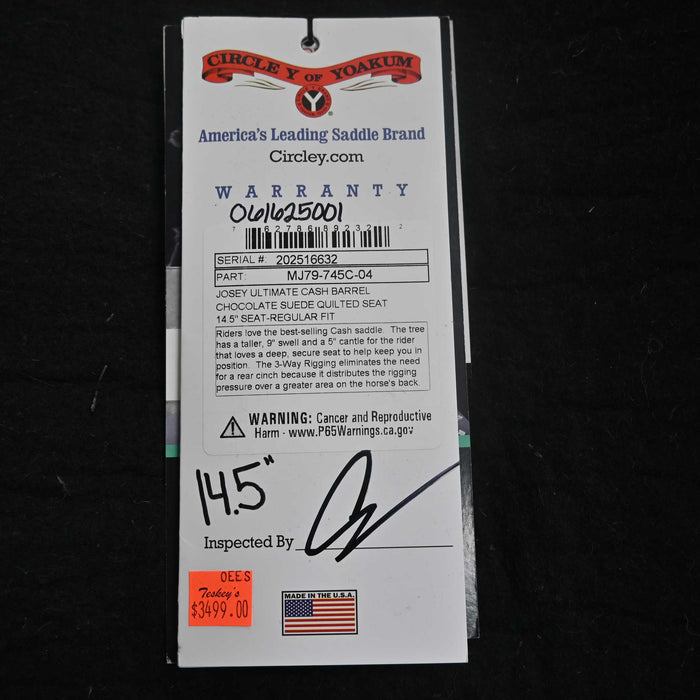 CIRCLE Y OF YOAKUM
Y
America's Leading Saddle Brand
Circley.com
WARRANTY
061625001
7 62786 89232 2
SERIAL #: 202516632
PART: MJ79-745C-04
JOSEY ULTIMATE CASH BARREL
CHOCOLATE SUEDE QUILTED SEAT
14.5" SEAT-REGULAR FIT
Riders love the best-selling Cash saddle. The tree
has a taller, 9" swell and a 5" cantle for the rider
that loves a deep, secure seat to help keep you in
position. The 3-Way Rigging eliminates the need
for a rear cinch because it distributes the rigging
pressure over a greater area on the horse's back
WARNING: Cancer and Reproductive
Harm - www.P65Warnings.ca.gov
14.5"
Inspected By
OEES
Teskey's
$3499.00
MADE IN THE U.S.A.